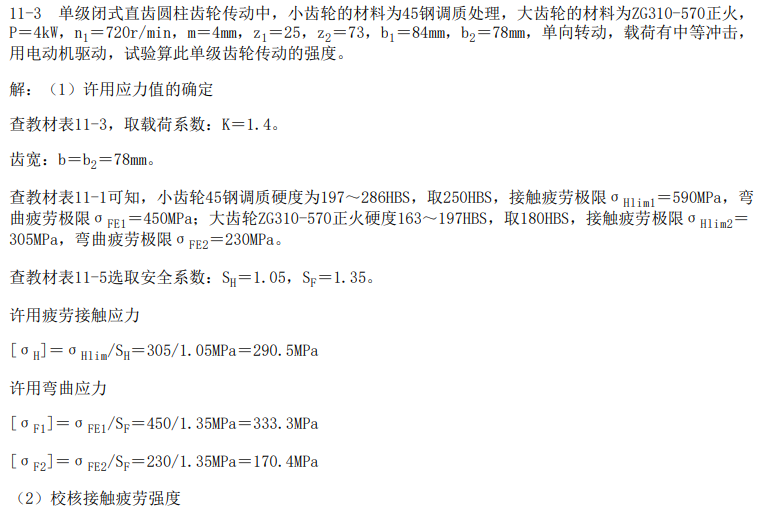 11-3 单级闭式直齿圆柱齿轮传动中，小齿轮的材料为45钢调质处理，大齿轮的材料为ZG310-570正火，
P＝4kW，n₁＝720r/min，m＝4mm，z₁＝25，z₂＝73，b₁＝84mm，b₂＝78mm，单向转动，载荷有中等冲击，
用电动机驱动，试验算此单级齿轮传动的强度。
解：（1）许用应力值的确定
查教材表11-3，取载荷系数：K＝1.4。
齿宽：b＝b₂＝78mm。
查教材表11-1可知，小齿轮45钢调质硬度为197～286HBS，取250HBS，接触疲劳极限σHlim1＝590MPa，弯
曲疲劳极限σFE1＝450MPa；大齿轮ZG310-570正火硬度163～197HBS，取180HBS，接触疲劳极限σHlim2＝
305MPa，弯曲疲劳极限σFE2＝230MPa。
查教材表11-5选取安全系数：SH＝1.05，SF＝1.35。
许用疲劳接触应力
[σH]＝σHlim/SH＝305/1.05MPa＝290.5MPa
许用弯曲应力
[σF1]＝σFE1/SF＝450/1.35MPa＝333.3MPa
[σF2]＝σFE2/SF＝230/1.35MPa＝170.4MPa
（2）校核接触疲劳强度